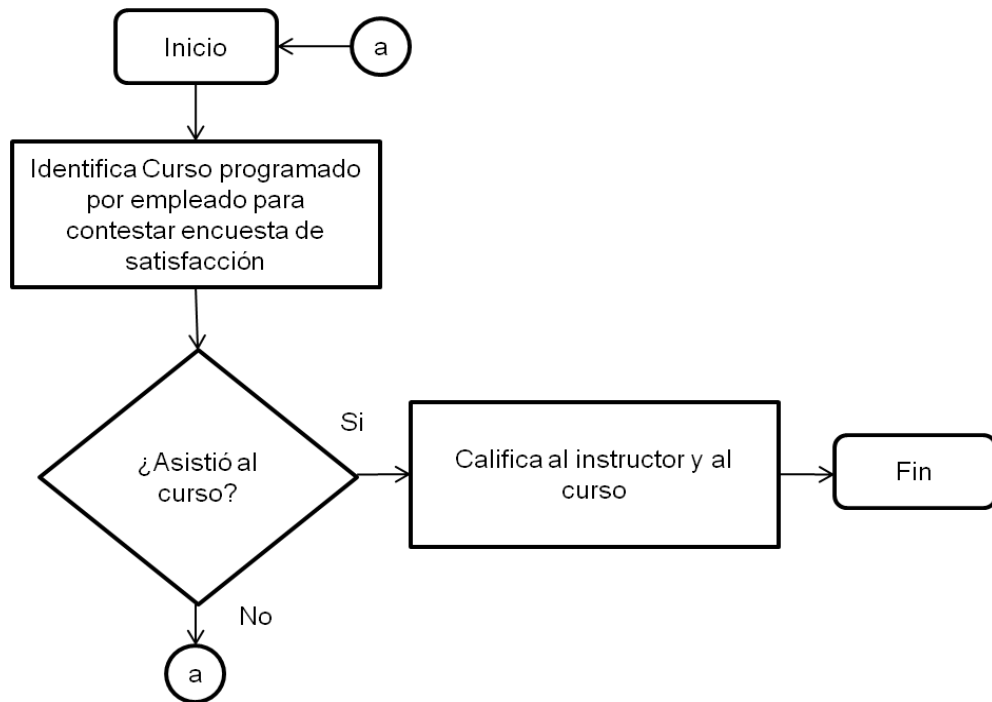 Inicio
a
Identifica Curso programado
por empleado para
contestar encuesta de
satisfacción
¿Asistió al
curso?
Si
Califica al instructor y al
curso
Fin
No
a